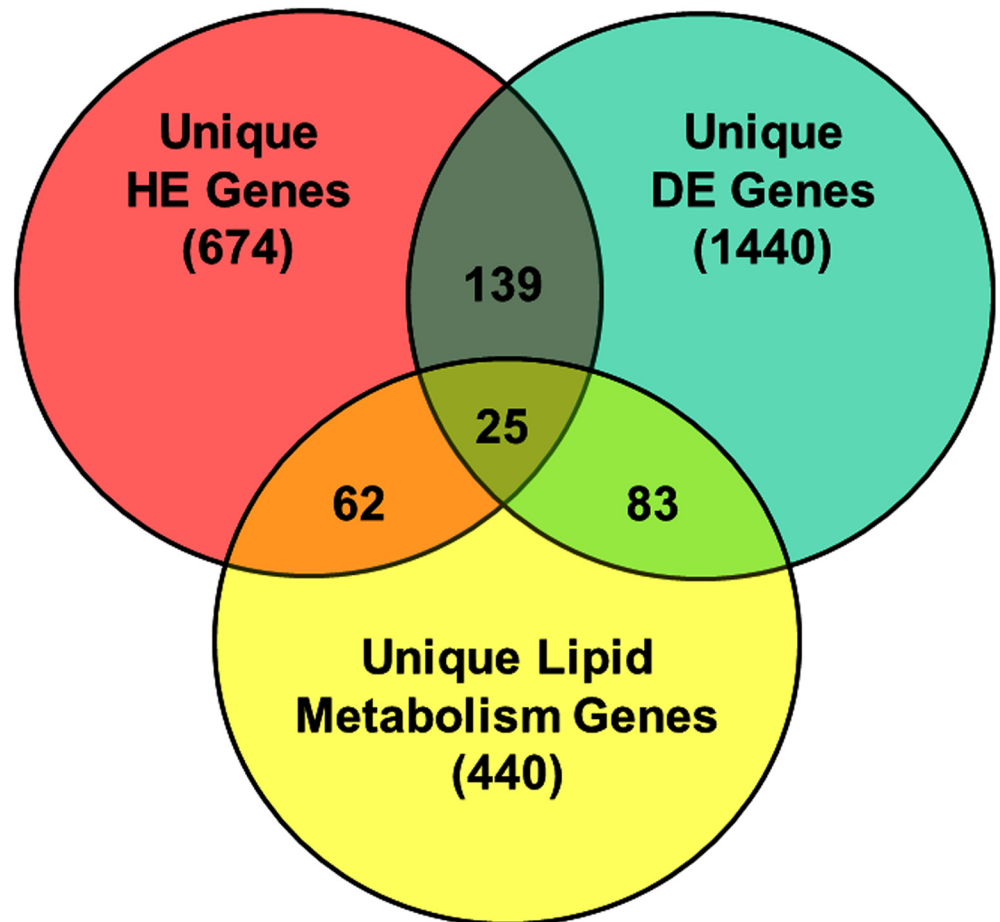 Unique
HE Genes
(674)
Unique
DE Genes
(1440)
139
25
62
83
Unique Lipid
Metabolism Genes
(440)